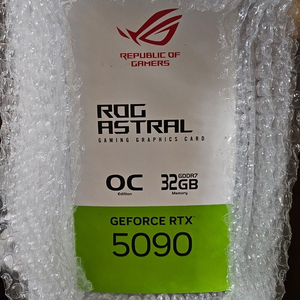 REPUBLIC OF
GAMERS
ROG
ASTRAL
GAMING GRAPHICS CARD
OC
Edition
32GB
GDDR7
Memory
GEFORCE RTX
5090